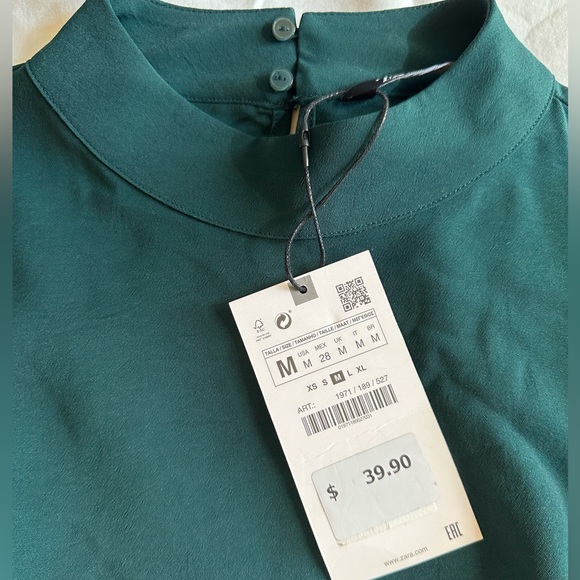 TALLA / SIZE / TAMANHO / TAILLE / MAAT / ΜΕΓΕΘΟΣ
M
USA MEX UK IT BR
M 28 M M M
XS S M L XL
ART.: 1971 / 189 / 527
$ 39.90
www.zara.com
EAC